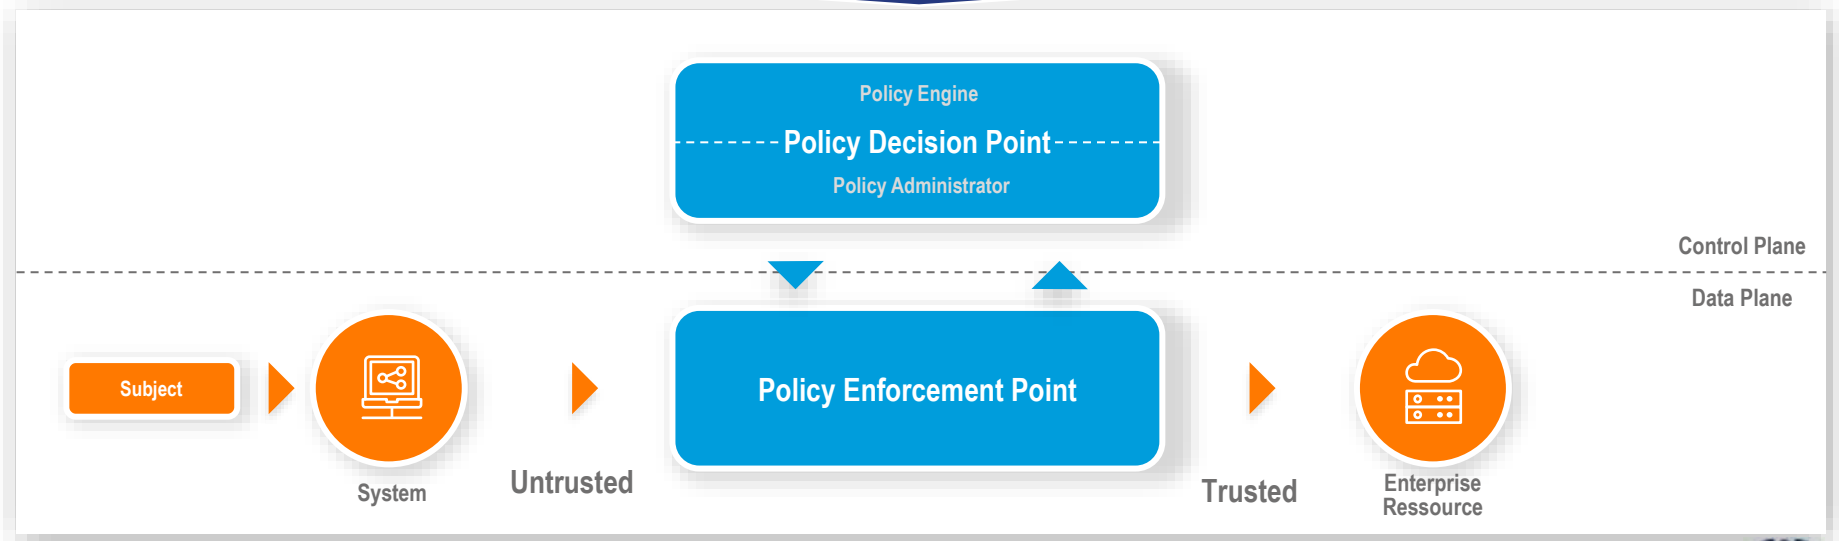 Policy Engine
Policy Decision Point
Policy Administrator
Control Plane
Data Plane
Subject
Policy Enforcement Point
System
Untrusted
Trusted
Enterprise
Ressource